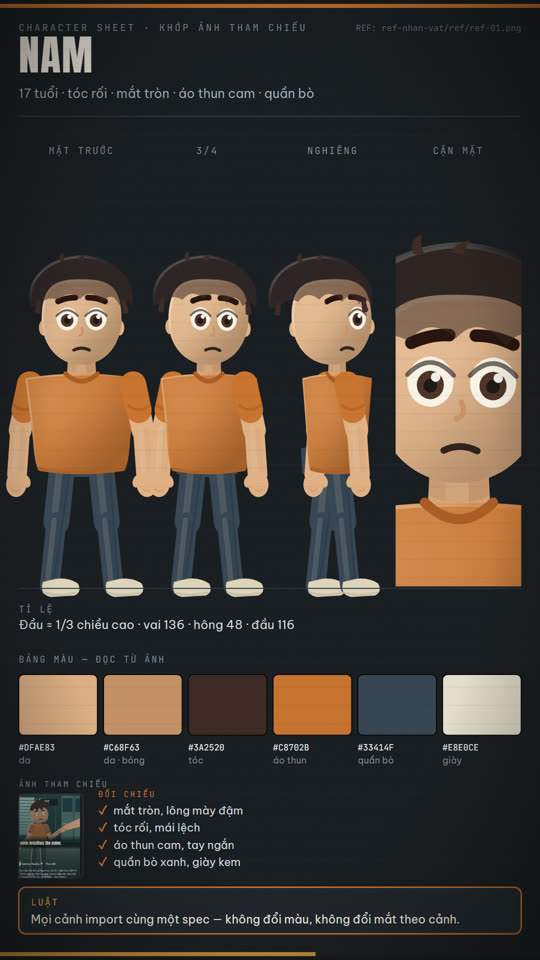 CHARACTER SHEET · KHỚP ẢNH THAM CHIẾU
REF: ref-nhan-vat/ref/ref-01.png
NAM
17 tuổi · tóc rối · mắt tròn · áo thun cam · quần bò
MẶT TRƯỚC
3/4
NGHIÊNG
CẬN MẶT
TỈ LỆ
Đầu ≈ 1/3 chiều cao · vai 136 · hông 48 · đầu 116
BẢNG MÀU — ĐỌC TỪ ẢNH
#DFAE83
#C68F63
#3A2520
#C8702B
#33414F
#E8E0CE
da
da · bóng
tóc
áo thun
quần bò
giày
ẢNH THAM CHIẾU
ĐỐI CHIẾU
✓ mắt tròn, lông mày đậm
✓ tóc rối, mái lệch
✓ áo thun cam, tay ngắn
✓ quần bò xanh, giày kem
LUẬT
Mọi cảnh import cùng một spec — không đổi màu, không đổi mắt theo cảnh.